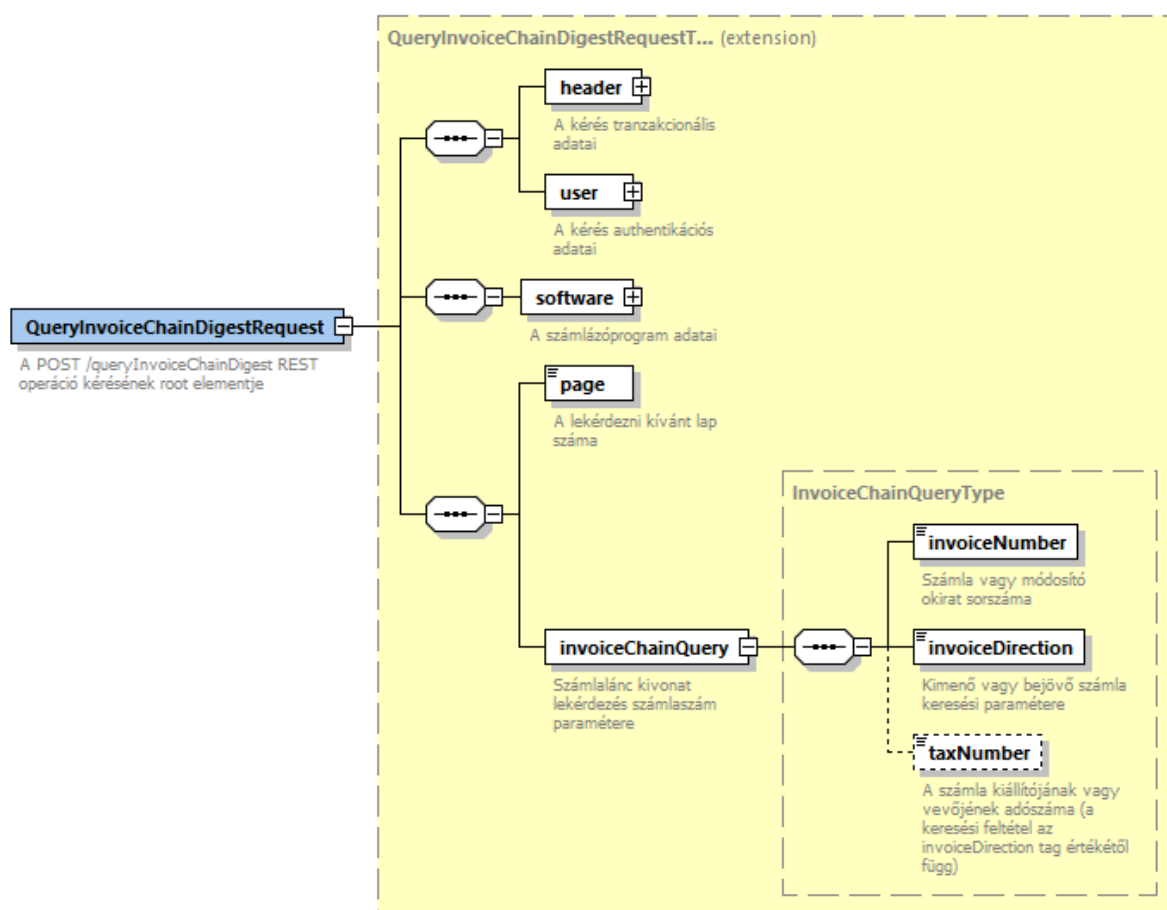 QueryInvoiceChainDigestRequestT... (extension)
header
A kérés tranzakcionális
adatai
user
A kérés authentikációs
adatai
software
A számlázóprogram adatai
QueryInvoiceChainDigestRequest
A POST /queryInvoiceChainDigest REST
operáció kérésének root elementje
page
A lekérdezni kívánt lap
száma
InvoiceChainQueryType
invoiceNumber
Számla vagy módosító
okirat sorszáma
invoiceChainQuery
Számlalánc kivonat
lekérdezés számlaszám
paramétere
invoiceDirection
Kimenő vagy bejövő számla
keresési paramétere
taxNumber
A számla kiállítójának vagy
vevőjének adószáma (a
keresési feltétel az
invoiceDirection tag értékétől
függ)